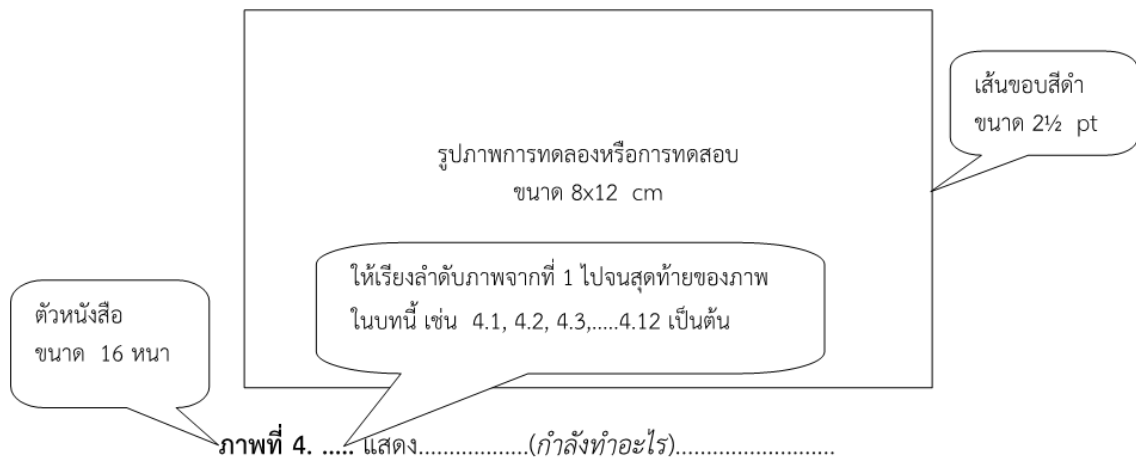 เส้นขอบสีดำ
ขนาด 2½ pt
รูปภาพการทดลองหรือการทดสอบ
ขนาด 8x12 cm
ให้เรียงลำดับภาพจากที่ 1 ไปจนสุดท้ายของภาพ
ในบทนี้ เช่น 4.1, 4.2, 4.3,.....4.12 เป็นต้น
ตัวหนังสือ
ขนาด 16 หนา
ภาพที่ 4. ..... แสดง..................(กำลังทำอะไร)..........................